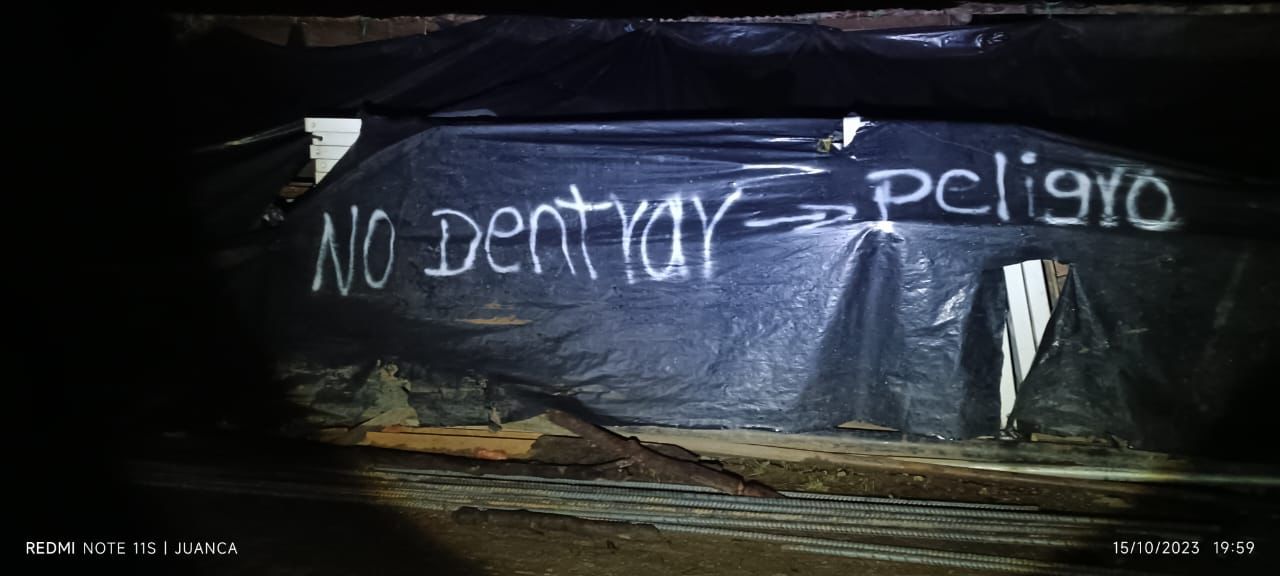 NO Dentrar → peligro
REDMI NOTE 11S | JUANCA
15/10/2023 19:59